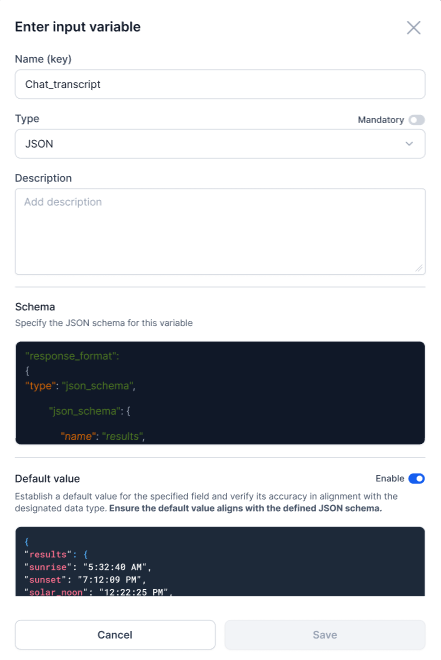 Enter input variable
Name (key)
Chat_transcript
Type
Mandatory
JSON
Description
Add description
Schema
Specify the JSON schema for this variable
"response_format":
{
"type": "json_schema",
"json_schema": {
"name": "results",
Default value
Enable
Establish a default value for the specified field and verify its accuracy in alignment with the
designated data type. Ensure the default value aligns with the defined JSON schema.
{
"results": {
"sunrise": "5:32:40 AM",
"sunset": "7:12:09 PM",
"solar_noon": "12:22:25 PM",
Cancel
Save